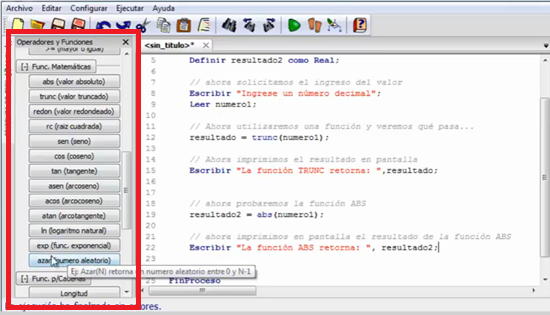 Archivo Editar Configurar Ejecutar Ayuda
Operadores y Funciones
>= (mayor o igual)
[-] Func. Matemáticas
abs (valor absoluto)
trunc (valor truncado)
redon (valor redondeado)
rc (raiz cuadrada)
sen (seno)
cos (coseno)
tan (tangente)
asen (arcoseno)
acos (arcocoseno)
atan (arcotangente)
ln (logaritmo natural)
exp (func. exponencial)
azar (numero aleatorio)
Ej: Azar(N) retorna un numero aleatorio entre 0 y N-1
[-] Func. p/Cadenas
Longitud
<sin_titulo>*
5 Definir resultado2 como Real;
6
7 // ahora solicitamos el ingreso del valor
8 Escribir "Ingrese un número decimal";
9 Leer numero1;
10
11 // Ahora utilizaremos una función y veremos qué pasa...
12 resultado = trunc(numero1);
13
14 // Ahora imprimimos el resultado en pantalla
15 Escribir "La función TRUNC retorna: ",resultado;
16
17
18 // ahora probaremos la función ABS
19 resultado2 = abs(numero1);
20
21 // ahora imprimimos en pantalla el resultado de la función ABS
22 Escribir "La función ABS retorna: ", resultado2;
25 FinProceso
ejecución ha finalizado sin errores.